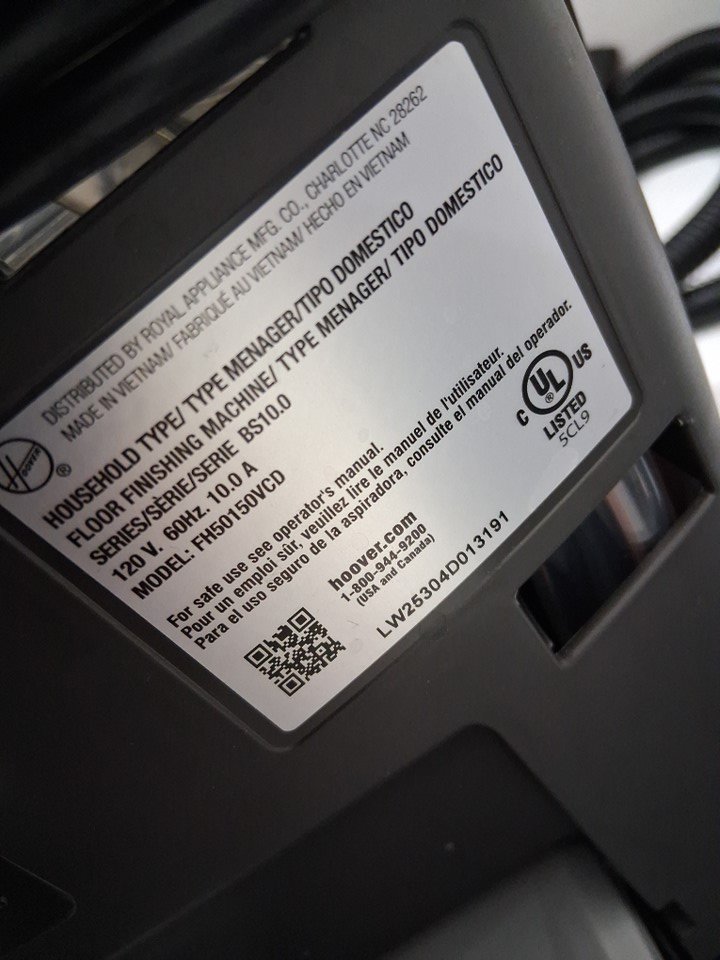 DISTRIBUTED BY ROYAL APPLIANCE MFG. CO., CHARLOTTE NC 28262
MADE IN VIETNAM/ FABRIQUÉ AU VIETNAM/ HECHO EN VIETNAM
HOOVER ®
HOUSEHOLD TYPE/ TYPE MENAGER/TIPO DOMESTICO
FLOOR FINISHING MACHINE/ TYPE MENAGER/ TIPO DOMESTICO
SERIES/SÈRIE/SERIE BS10.0
120 V. 60Hz. 10.0 A
MODEL: FH50150VCD
For safe use see operator's manual.
Pour un emploi sûr, veuillez lire le manuel de l'utilisateur.
Para el uso seguro de la aspiradora, consulte el manual del operador.
C UL ® US
LISTED
5CL9
hoover.com
1-800-944-9200
(USA and Canada)
LW25304D013191